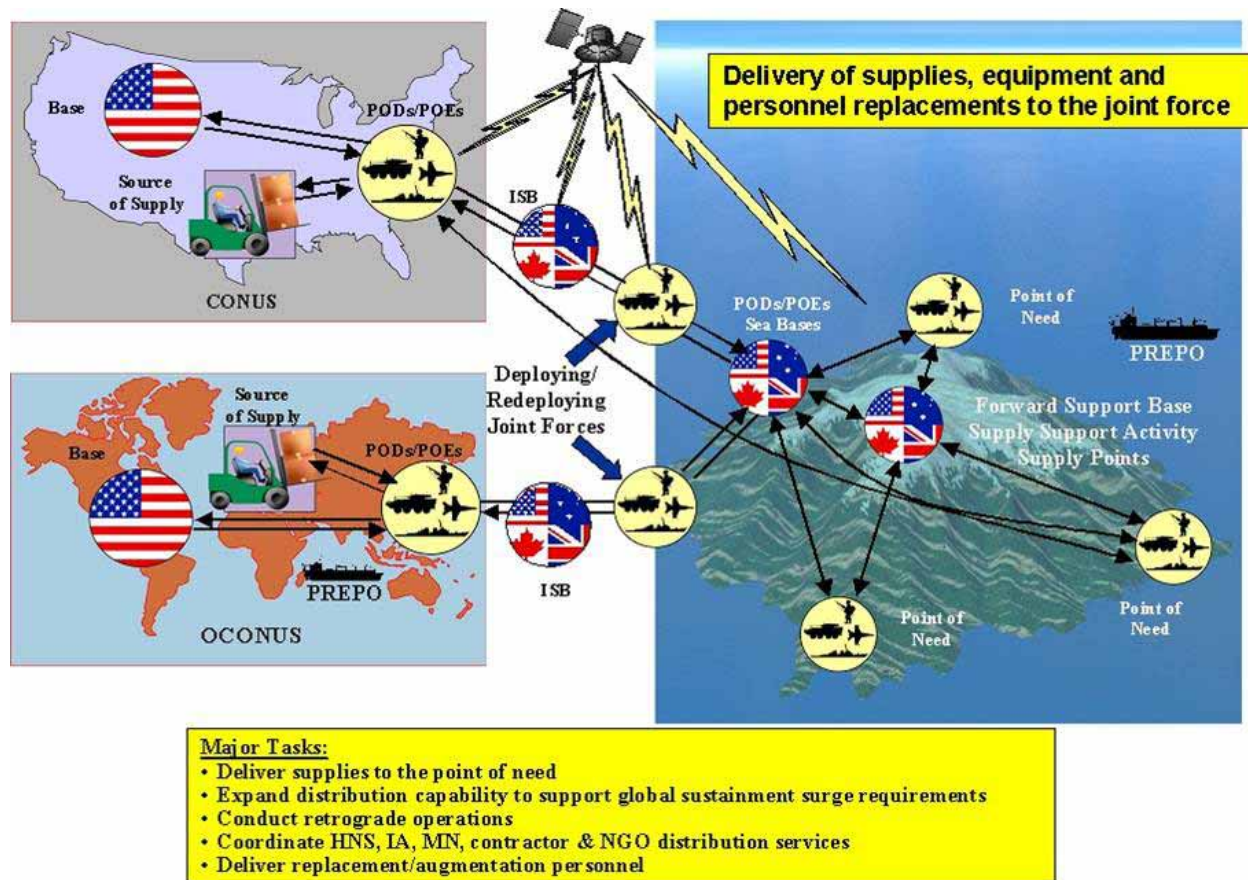 Delivery of supplies, equipment and
personnel replacements to the joint force
Base
PODs/POEs
Source
of Supply
CONUS
ISB
PODs/POEs
Sea Bases
Point of
Need
PREPO
Deploying/
Redeploying
Joint Forces
Forward Support Base
Supply Support Activity
Supply Points
Source
of Supply
Base
PODs/POEs
PREPO
OCONUS
ISB
Point of
Need
Point of
Need
Major Tasks:
• Deliver supplies to the point of need
• Expand distribution capability to support global sustainment surge requirements
• Conduct retrograde operations
• Coordinate HNS, IA, MN, contractor & NGO distribution services
• Deliver replacement/augmentation personnel